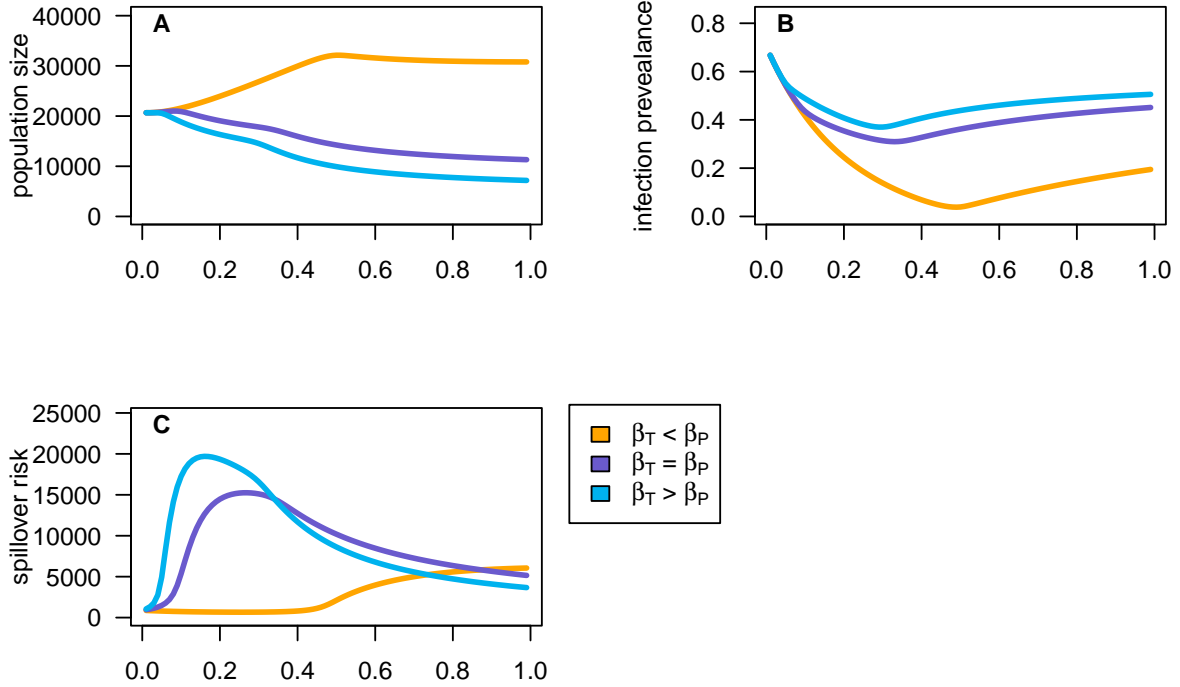 A
population size
40000
30000
20000
10000
0
0.0 0.2 0.4 0.6 0.8 1.0
B
infection prevealance
0.8
0.6
0.4
0.2
0.0
0.0 0.2 0.4 0.6 0.8 1.0
C
spillover risk
25000
20000
15000
10000
5000
0
0.0 0.2 0.4 0.6 0.8 1.0
βT < βP
βT = βP
βT > βP